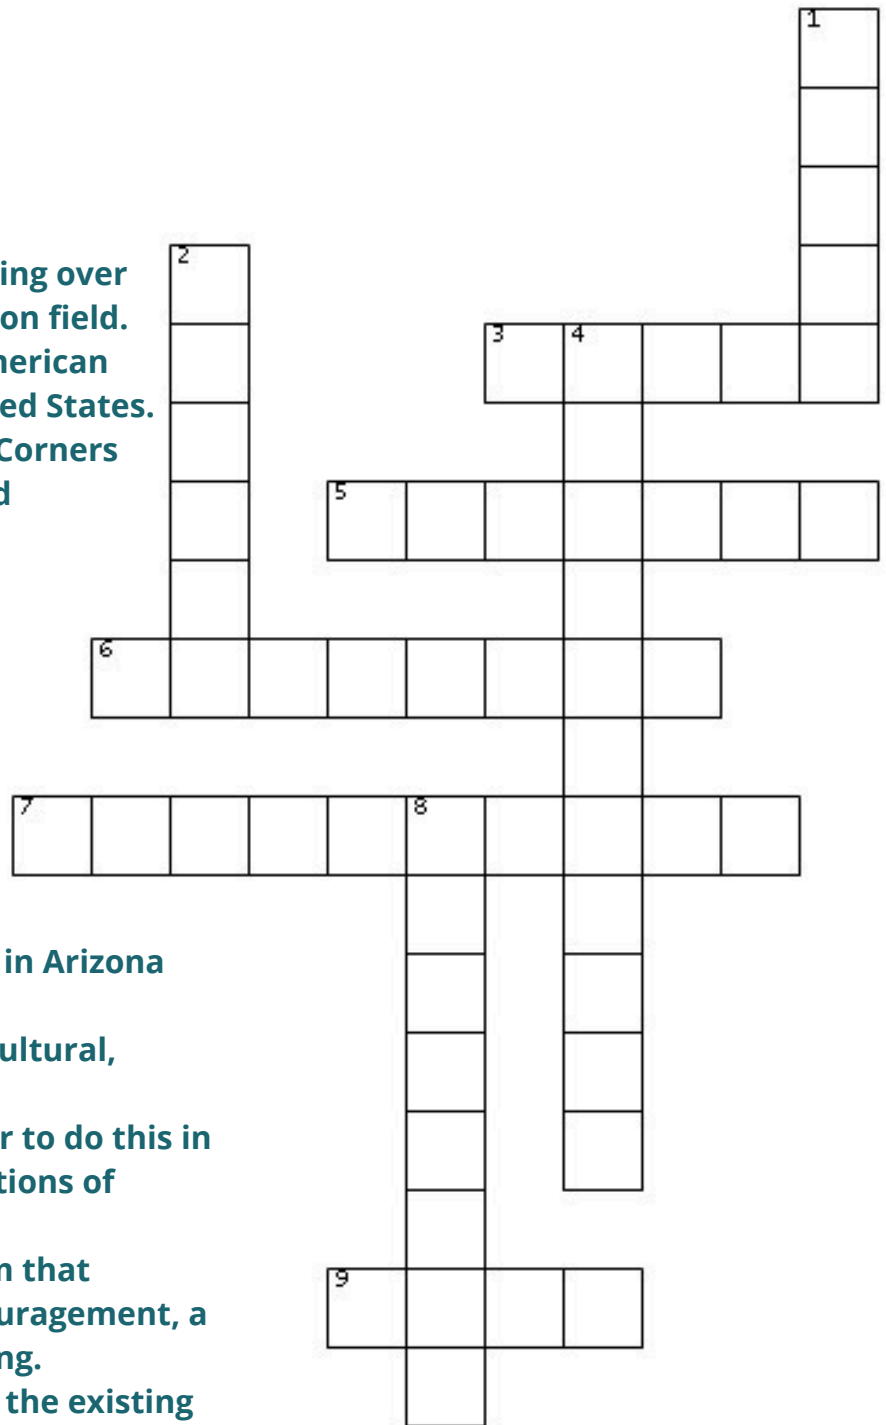 1
2
ing over
on field.
nerican
ed States.
Corners
d
3 4
5
6
7 8
in Arizona
ultural,
r to do this in
tions of
n that
uragement, a
ng.
the existing
9